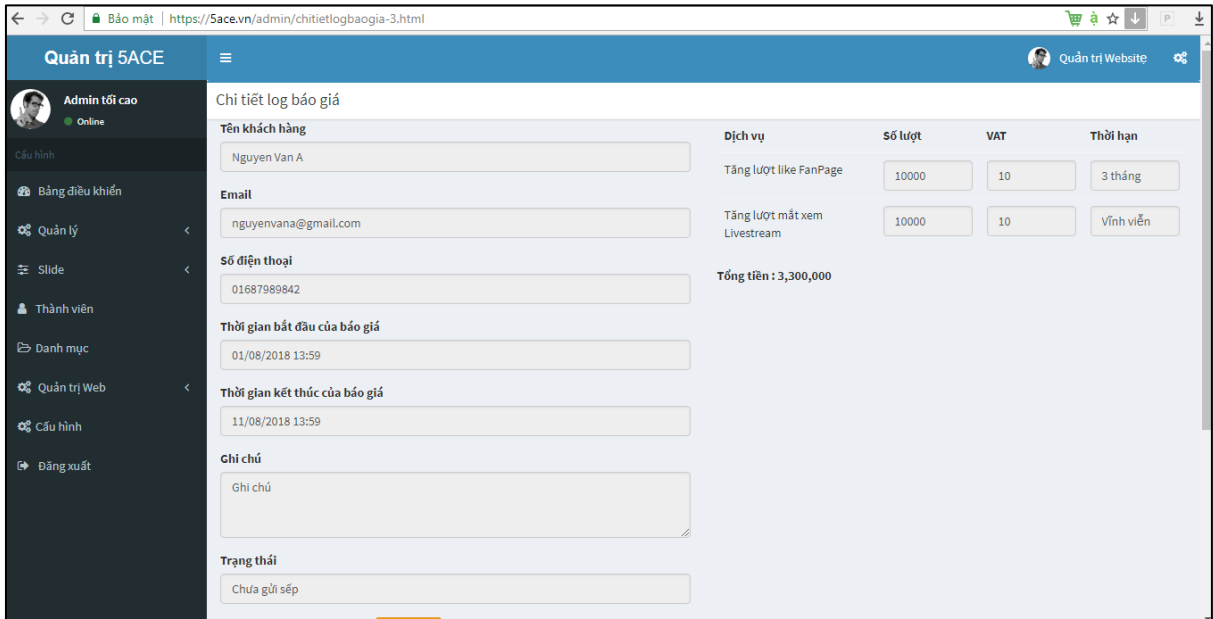 Bảo mật | https://5ace.vn/admin/chitietlogbaogia-3.html
Quản trị 5ACE
Quản trị Website
Admin tối cao
Online
Cấu hình
Bảng điều khiển
Quản lý
Slide
Thành viên
Danh mục
Quản trị Web
Cấu hình
Đăng xuất
Chi tiết log báo giá
Tên khách hàng
Nguyen Van A
Email
nguyenvana@gmail.com
Số điện thoại
01687989842
Thời gian bắt đầu của báo giá
01/08/2018 13:59
Thời gian kết thúc của báo giá
11/08/2018 13:59
Ghi chú
Ghi chú
Trạng thái
Chưa gửi sếp
Dịch vụ Số lượt VAT Thời hạn
Tăng lượt like FanPage 10000 10 3 tháng
Tăng lượt mắt xem
Livestream 10000 10 Vĩnh viễn
Tổng tiền : 3,300,000